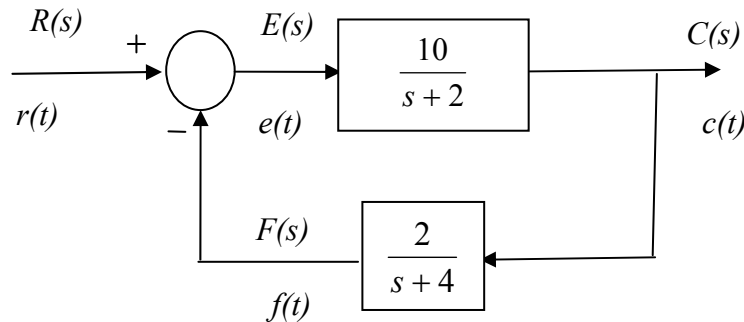 R(s)
+
E(s)
10
s + 2
C(s)
r(t)
−
e(t)
c(t)
F(s)
2
s + 4
f(t)